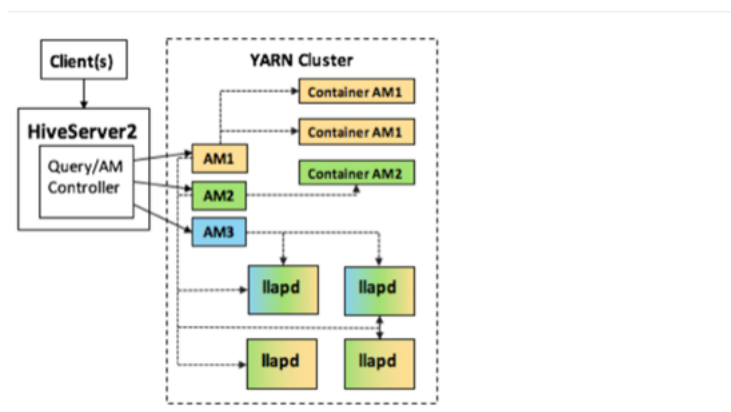 Client(s)
YARN Cluster
Container AM1
HiveServer2
Container AM1
Query/AM
Controller
AM1
Container AM2
AM2
AM3
llapd
llapd
llapd
llapd